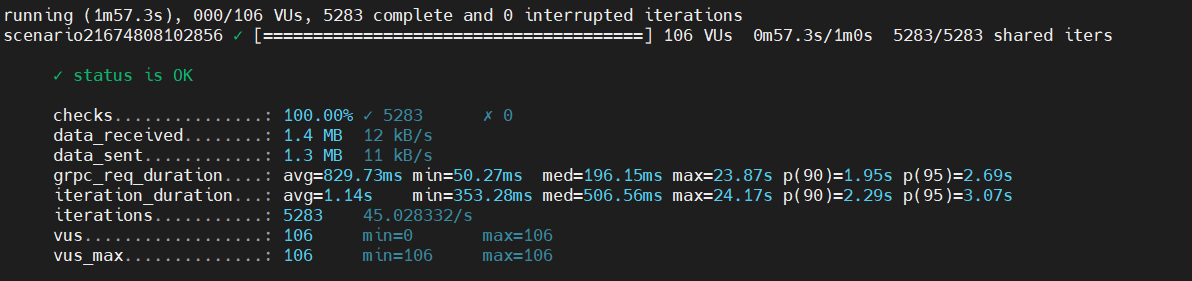 running (1m57.3s), 000/106 VUs, 5283 complete and 0 interrupted iterations
scenario21674808102856 ✓ [======================================] 106 VUs  0m57.3s/1m0s  5283/5283 shared iters
✓ status is OK
checks...............: 100.00% ✓ 5283      ✗ 0
data_received........: 1.4 MB  12 kB/s
data_sent............: 1.3 MB  11 kB/s
grpc_req_duration....: avg=829.73ms min=50.27ms  med=196.15ms max=23.87s p(90)=1.95s p(95)=2.69s
iteration_duration...: avg=1.14s    min=353.28ms med=506.56ms max=24.17s p(90)=2.29s p(95)=3.07s
iterations...........: 5283    45.028332/s
vus..................: 106     min=0       max=106
vus_max..............: 106     min=106     max=106